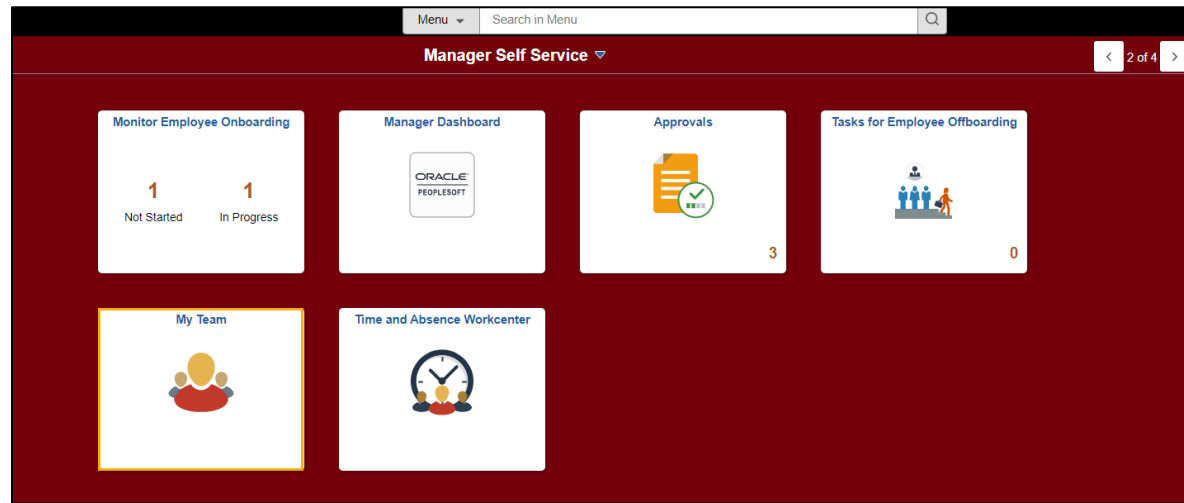 Menu
Search in Menu
Manager Self Service
2 of 4
Monitor Employee Onboarding
1
1
Not Started
In Progress
Manager Dashboard
ORACLE
PEOPLESOFT
Approvals
3
Tasks for Employee Offboarding
0
My Team
Time and Absence Workcenter